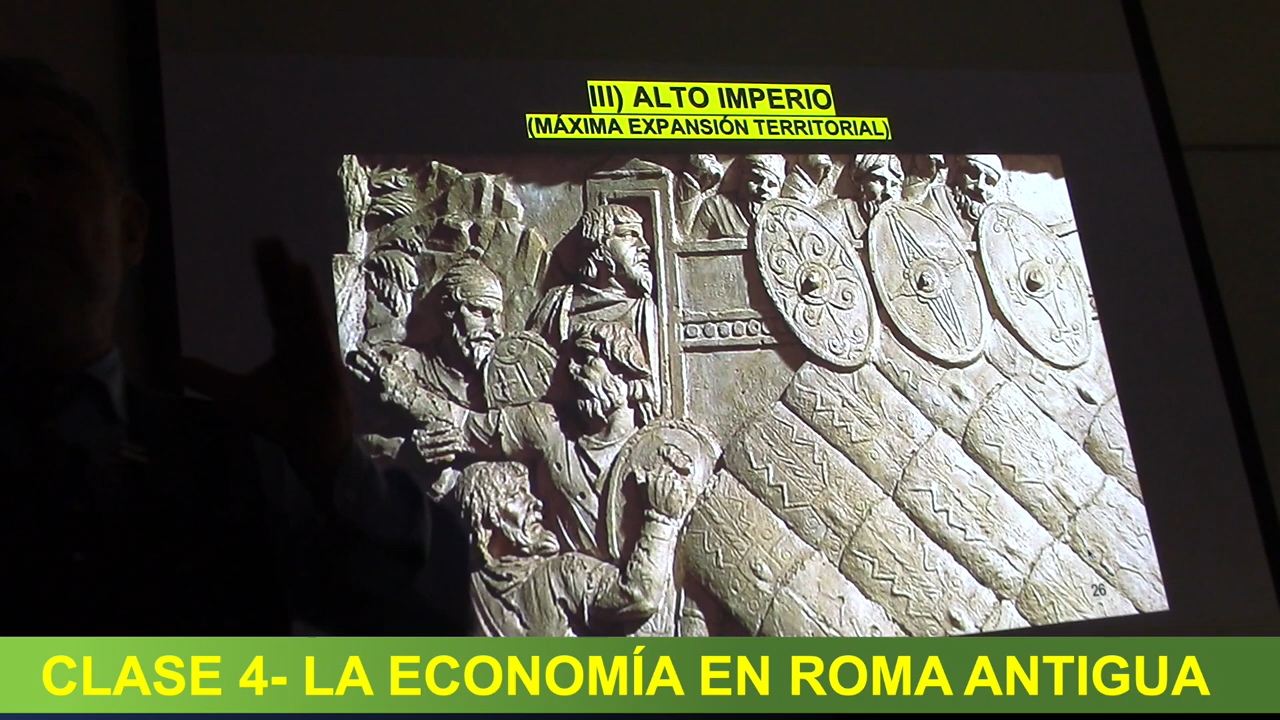 III) ALTO IMPERIO
(MÁXIMA EXPANSIÓN TERRITORIAL)
26
CLASE 4- LA ECONOMÍA EN ROMA ANTIGUA